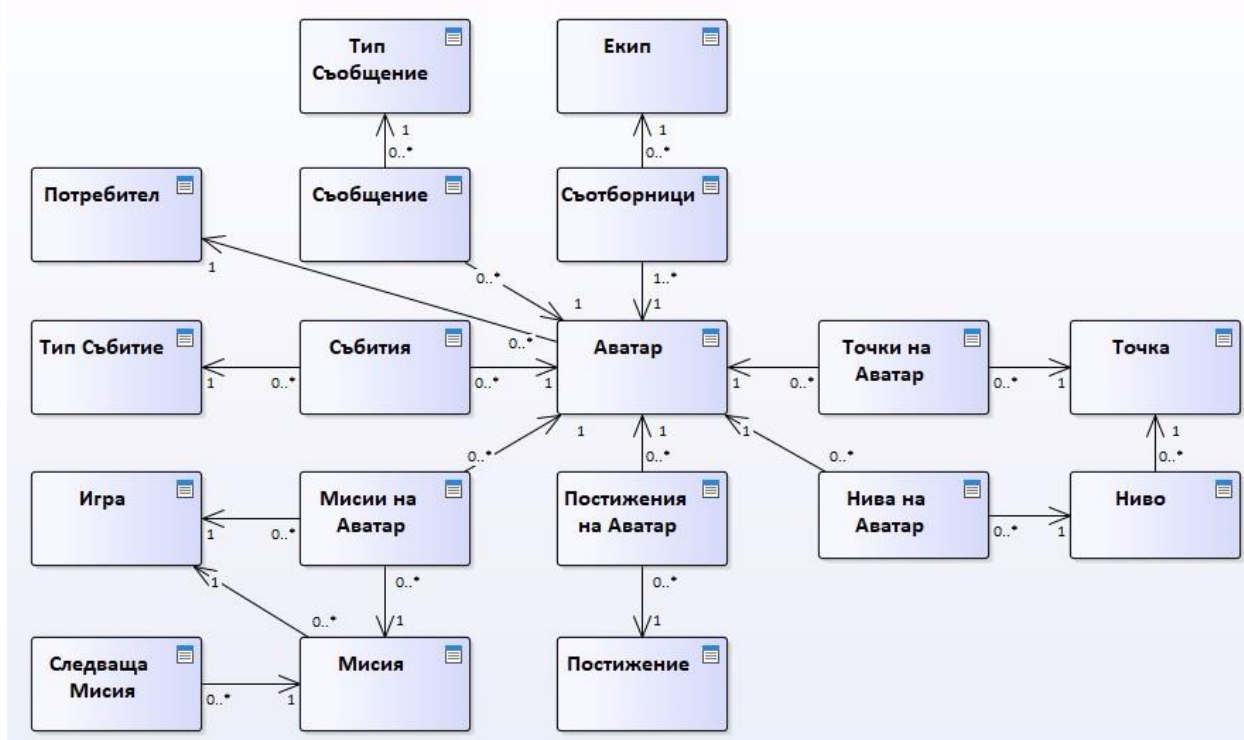 Тип
Съобщение
Екип
1
0..*
1
0..*
Потребител
Съобщение
Съотборници
1
0..*
1
1..*
1
0..*
Тип Събитие
Събития
Аватар
Точки на
Аватар
Точка
1
0..*
0..*
1
1
0..*
0..*
1
1
1
1
1
0..*
0..*
0..*
0..*
Игра
Мисии на
Аватар
Постижения
на Аватар
Нива на
Аватар
Ниво
1
0..*
0..*
1
1
0..*
0..*
0..*
1
1
Следваща
Мисия
Мисия
Постижение
0..*
1